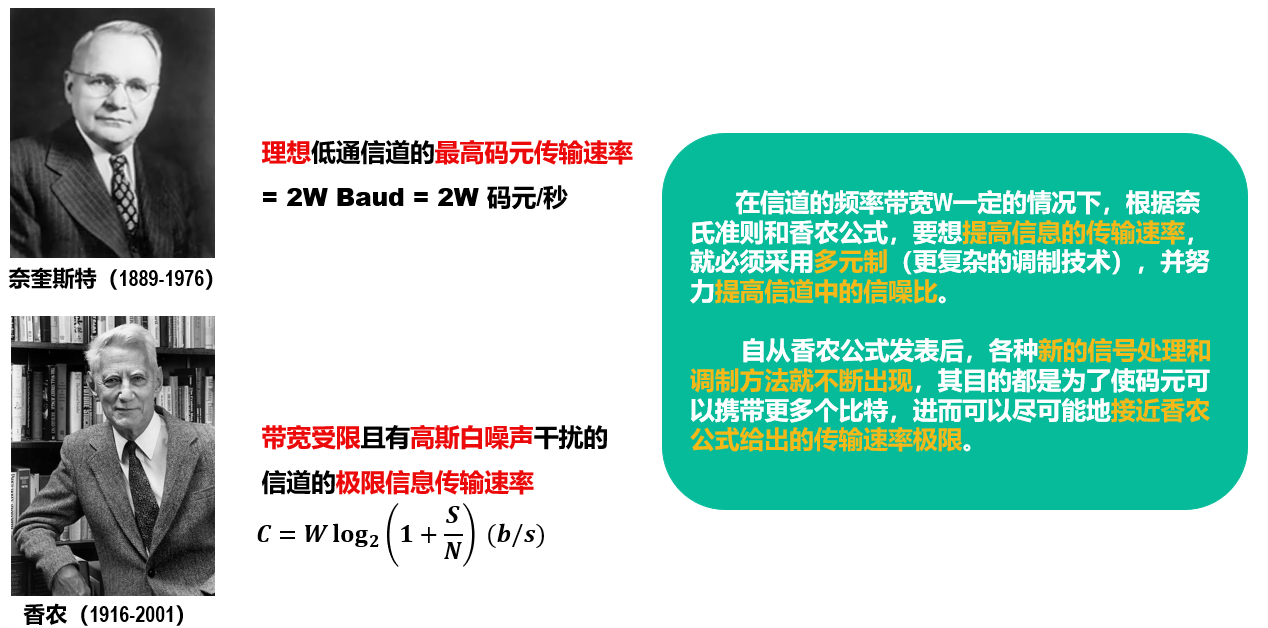 理想低通信道的最高码元传输速率
= 2W Baud = 2W 码元/秒
奈奎斯特（1889-1976）
带宽受限且有高斯白噪声干扰的
信道的极限信息传输速率
C = W log₂ (1 + S/N) (b/s)
香农（1916-2001）
在信道的频率带宽W一定的情况下，根据奈
氏准则和香农公式，要想提高信息的传输速率，
就必须采用多元制（更复杂的调制技术），并努
力提高信道中的信噪比。
自从香农公式发表后，各种新的信号处理和
调制方法就不断出现，其目的都是为了使码元可
以携带更多个比特，进而可以尽可能地接近香农
公式给出的传输速率极限。